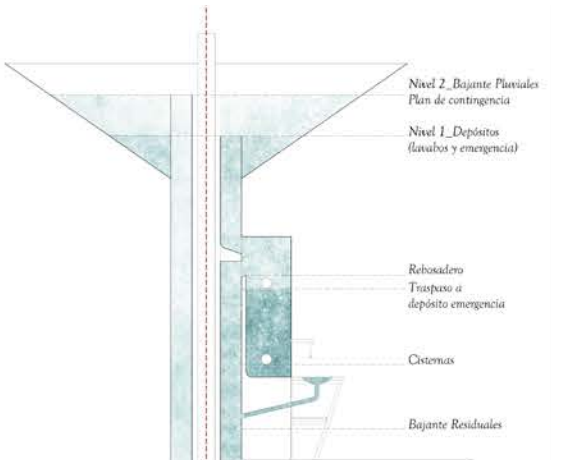 Nivel 2_Bajante Pluviales
Plan de contingencia
Nivel 1_Depósitos
(lavabos y emergencia)
Rebosadero
Traspaso a
depósito emergencia
Cisternas
Bajante Residuales